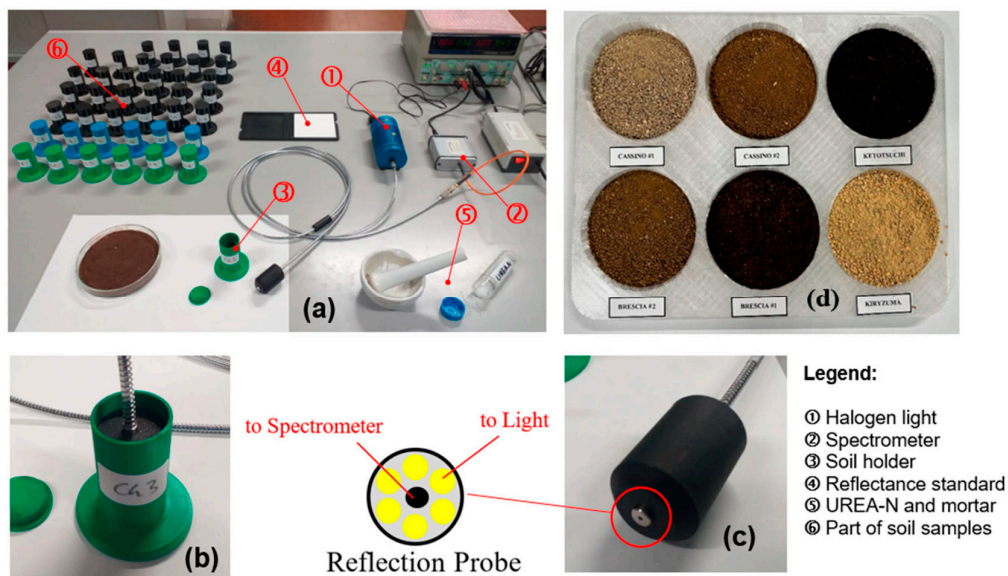 ⑥
④
①
③
⑤
②
UREA
(a)
CASSINO #1
CASSINO #2
KETOTSUCHI
BRESCIA #2
BRESCIA #1
KIRYZUMA
(d)
Ch3
(b)
to Spectrometer
to Light
Reflection Probe
(c)
Legend:
① Halogen light
② Spectrometer
③ Soil holder
④ Reflectance standard
⑤ UREA-N and mortar
⑥ Part of soil samples